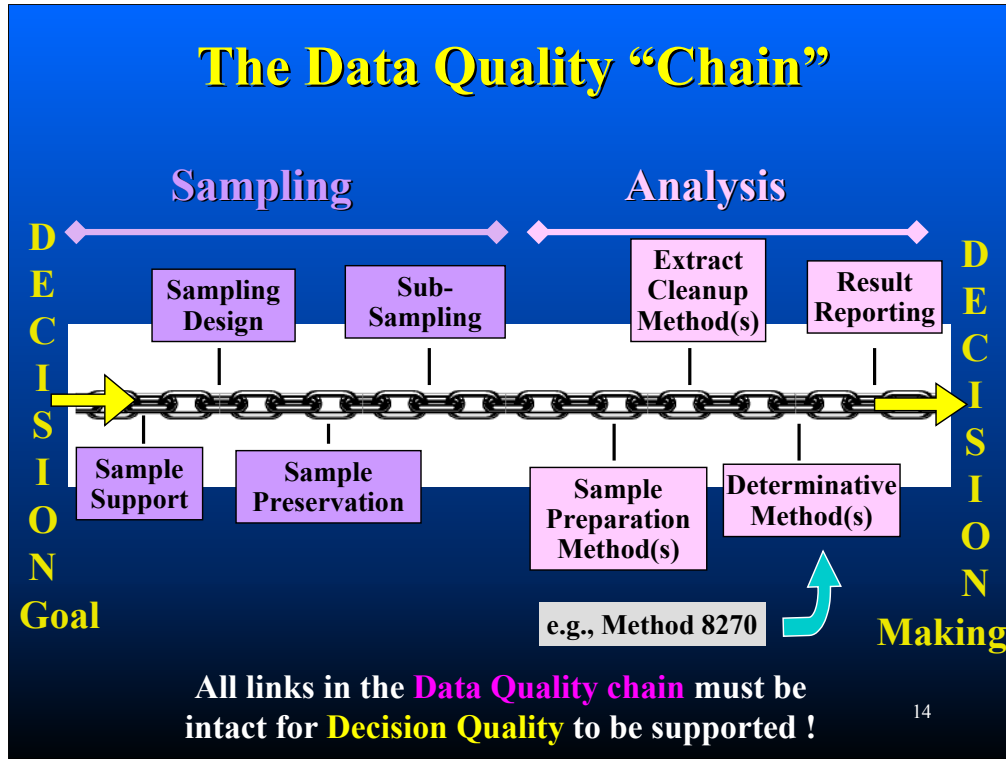 The Data Quality “Chain”
Sampling
Analysis
DECISION
Goal
Sampling
Design
Sub-
Sampling
Extract
Cleanup
Method(s)
Result
Reporting
Sample
Support
Sample
Preservation
Sample
Preparation
Method(s)
Determinative
Method(s)
e.g., Method 8270
DECISION
Making
All links in the Data Quality chain must be
intact for Decision Quality to be supported !
14